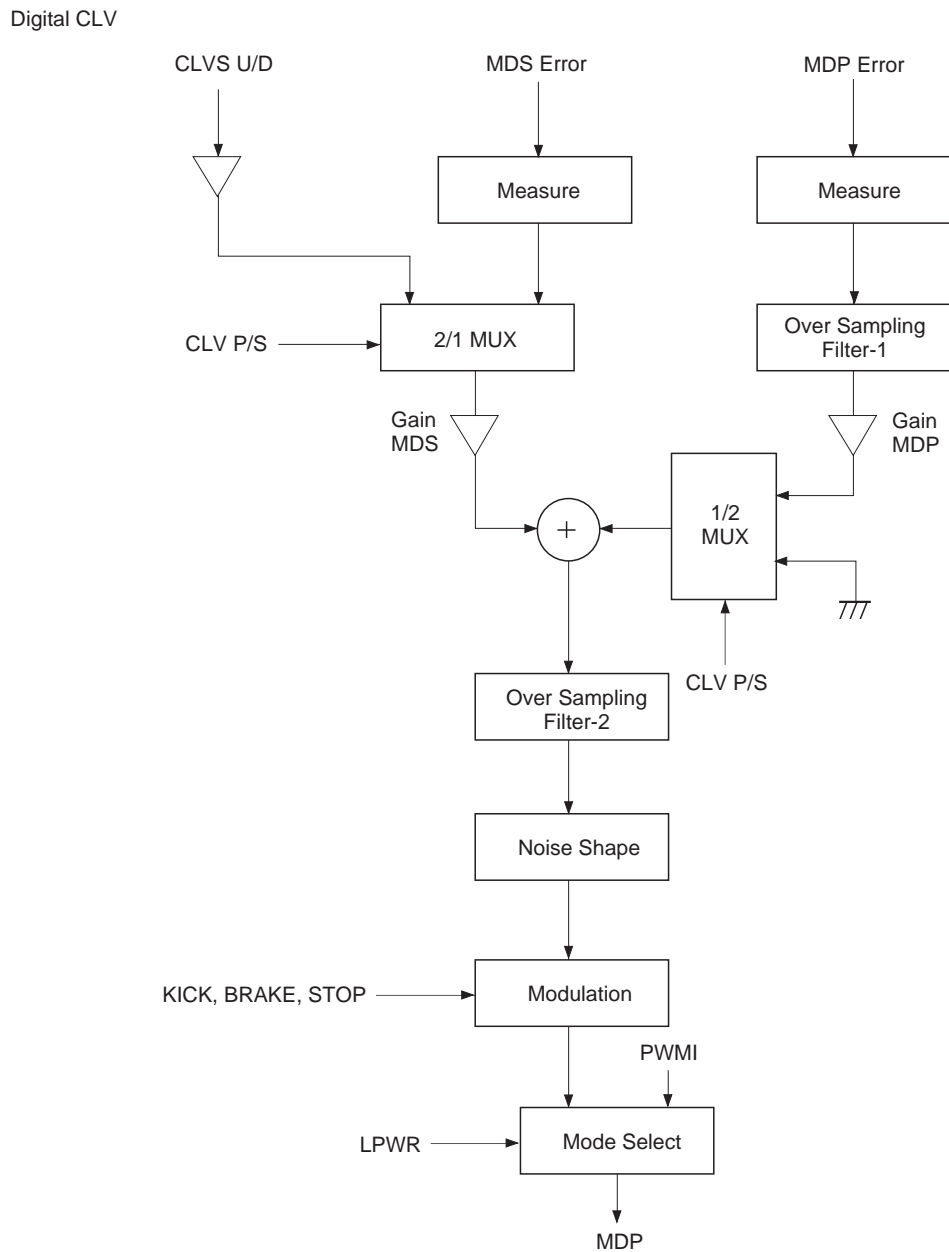 Digital CLV
CLVS U/D
MDS Error
MDP Error
Measure
Measure
CLV P/S
2/1 MUX
Over Sampling
Filter-1
Gain
MDS
Gain
MDP
1/2
MUX
+
CLV P/S
Over Sampling
Filter-2
Noise Shape
KICK, BRAKE, STOP
Modulation
PWMI
LPWR
Mode Select
MDP